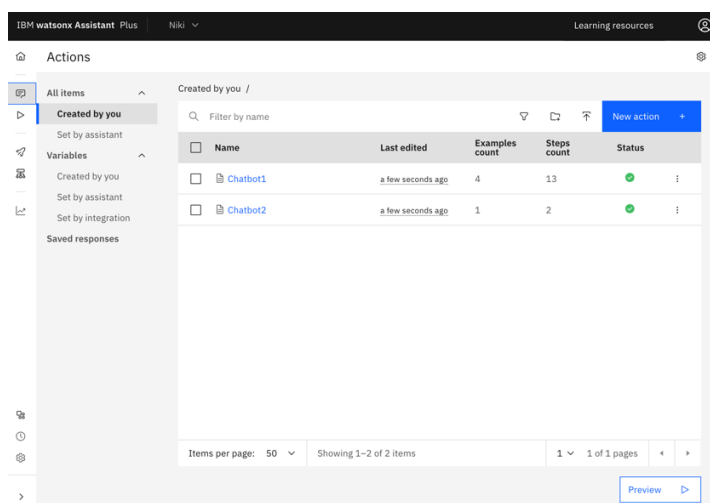 IBM watsonx Assistant Plus Niki Learning resources
Actions
All items
Created by you
Set by assistant
Variables
Created by you
Set by assistant
Set by integration
Saved responses
Created by you /
Filter by name
New action +
Name Last edited Examples count Steps count Status
Chatbot1 a few seconds ago 4 13
Chatbot2 a few seconds ago 1 2
Items per page: 50 Showing 1–2 of 2 items 1 1 of 1 pages
Preview